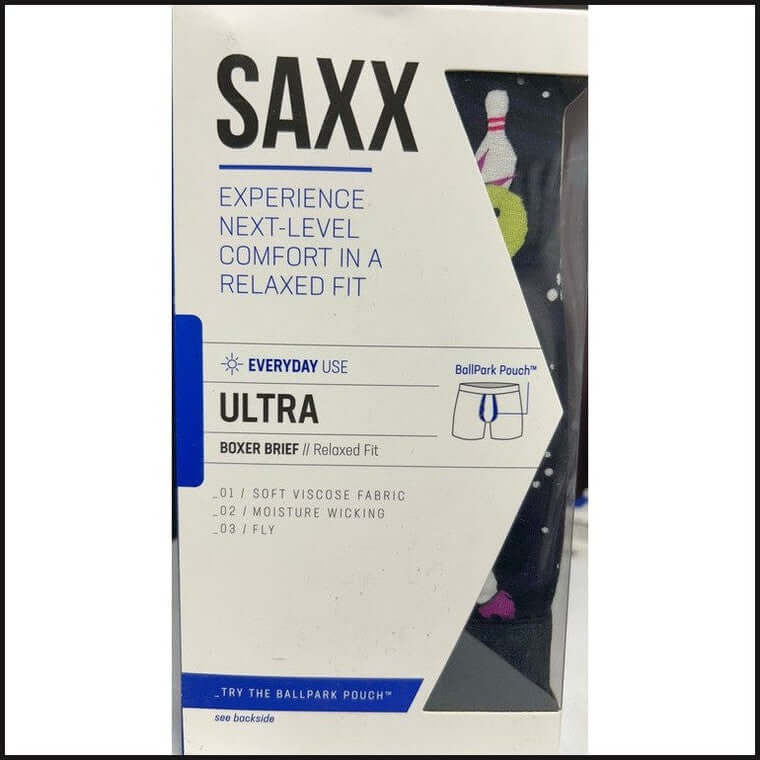 SAXX
EXPERIENCE
NEXT-LEVEL
COMFORT IN A
RELAXED FIT
EVERYDAY USE
BallPark Pouch™
ULTRA
BOXER BRIEF // Relaxed Fit
_01 / SOFT VISCOSE FABRIC
_02 / MOISTURE WICKING
_03 / FLY
_TRY THE BALLPARK POUCH™
see backside